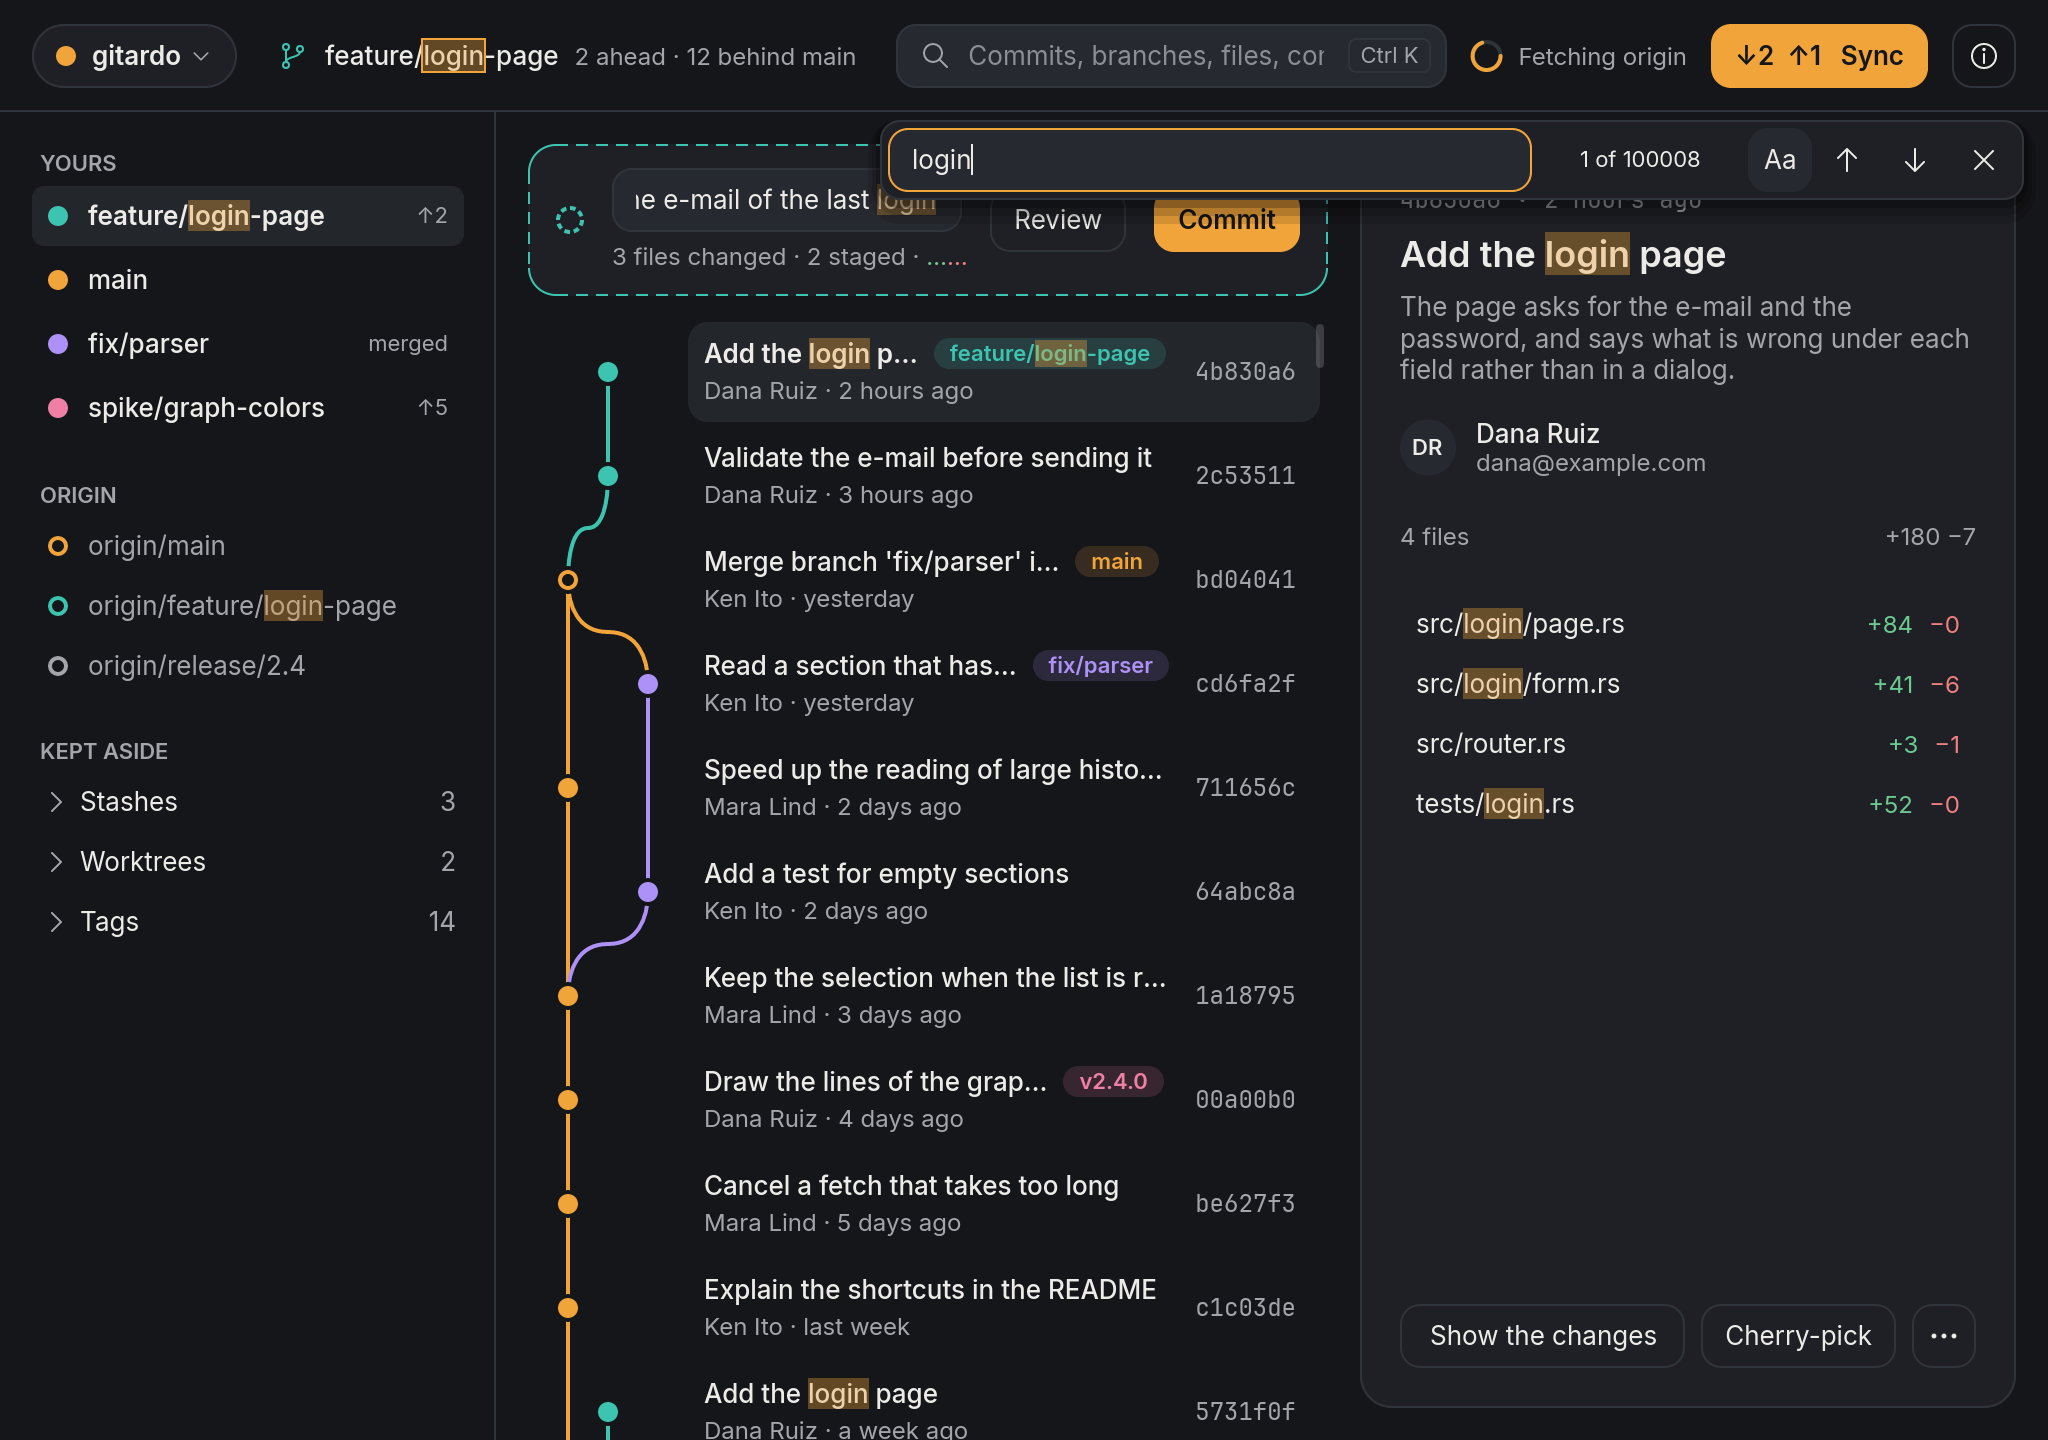 gitardo
feature/login-page 2 ahead · 12 behind main
Commits, branches, files, cor
Ctrl K
Fetching origin
↓2 ↑1 Sync
login
1 of 100008
Aa
YOURS
feature/login-page ↑2
main
fix/parser merged
spike/graph-colors ↑5
ORIGIN
origin/main
origin/feature/login-page
origin/release/2.4
KEPT ASIDE
Stashes 3
Worktrees 2
Tags 14
e e-mail of the last login
Review
Commit
3 files changed · 2 staged · ......
Add the login p... feature/login-page 4b830a6
Dana Ruiz · 2 hours ago
Validate the e-mail before sending it 2c53511
Dana Ruiz · 3 hours ago
Merge branch 'fix/parser' i... main bd04041
Ken Ito · yesterday
Read a section that has... fix/parser cd6fa2f
Ken Ito · yesterday
Speed up the reading of large histo... 711656c
Mara Lind · 2 days ago
Add a test for empty sections 64abc8a
Ken Ito · 2 days ago
Keep the selection when the list is r... 1a18795
Mara Lind · 3 days ago
Draw the lines of the grap... v2.4.0 00a00b0
Dana Ruiz · 4 days ago
Cancel a fetch that takes too long be627f3
Mara Lind · 5 days ago
Explain the shortcuts in the README c1c03de
Ken Ito · last week
Add the login page 5731f0f
Dana Ruiz · a week ago
4b830a6 · 2 hours ago
Add the login page
The page asks for the e-mail and the
password, and says what is wrong under each
field rather than in a dialog.
DR
Dana Ruiz
dana@example.com
4 files +180 −7
src/login/page.rs +84 −0
src/login/form.rs +41 −6
src/router.rs +3 −1
tests/login.rs +52 −0
Show the changes
Cherry-pick